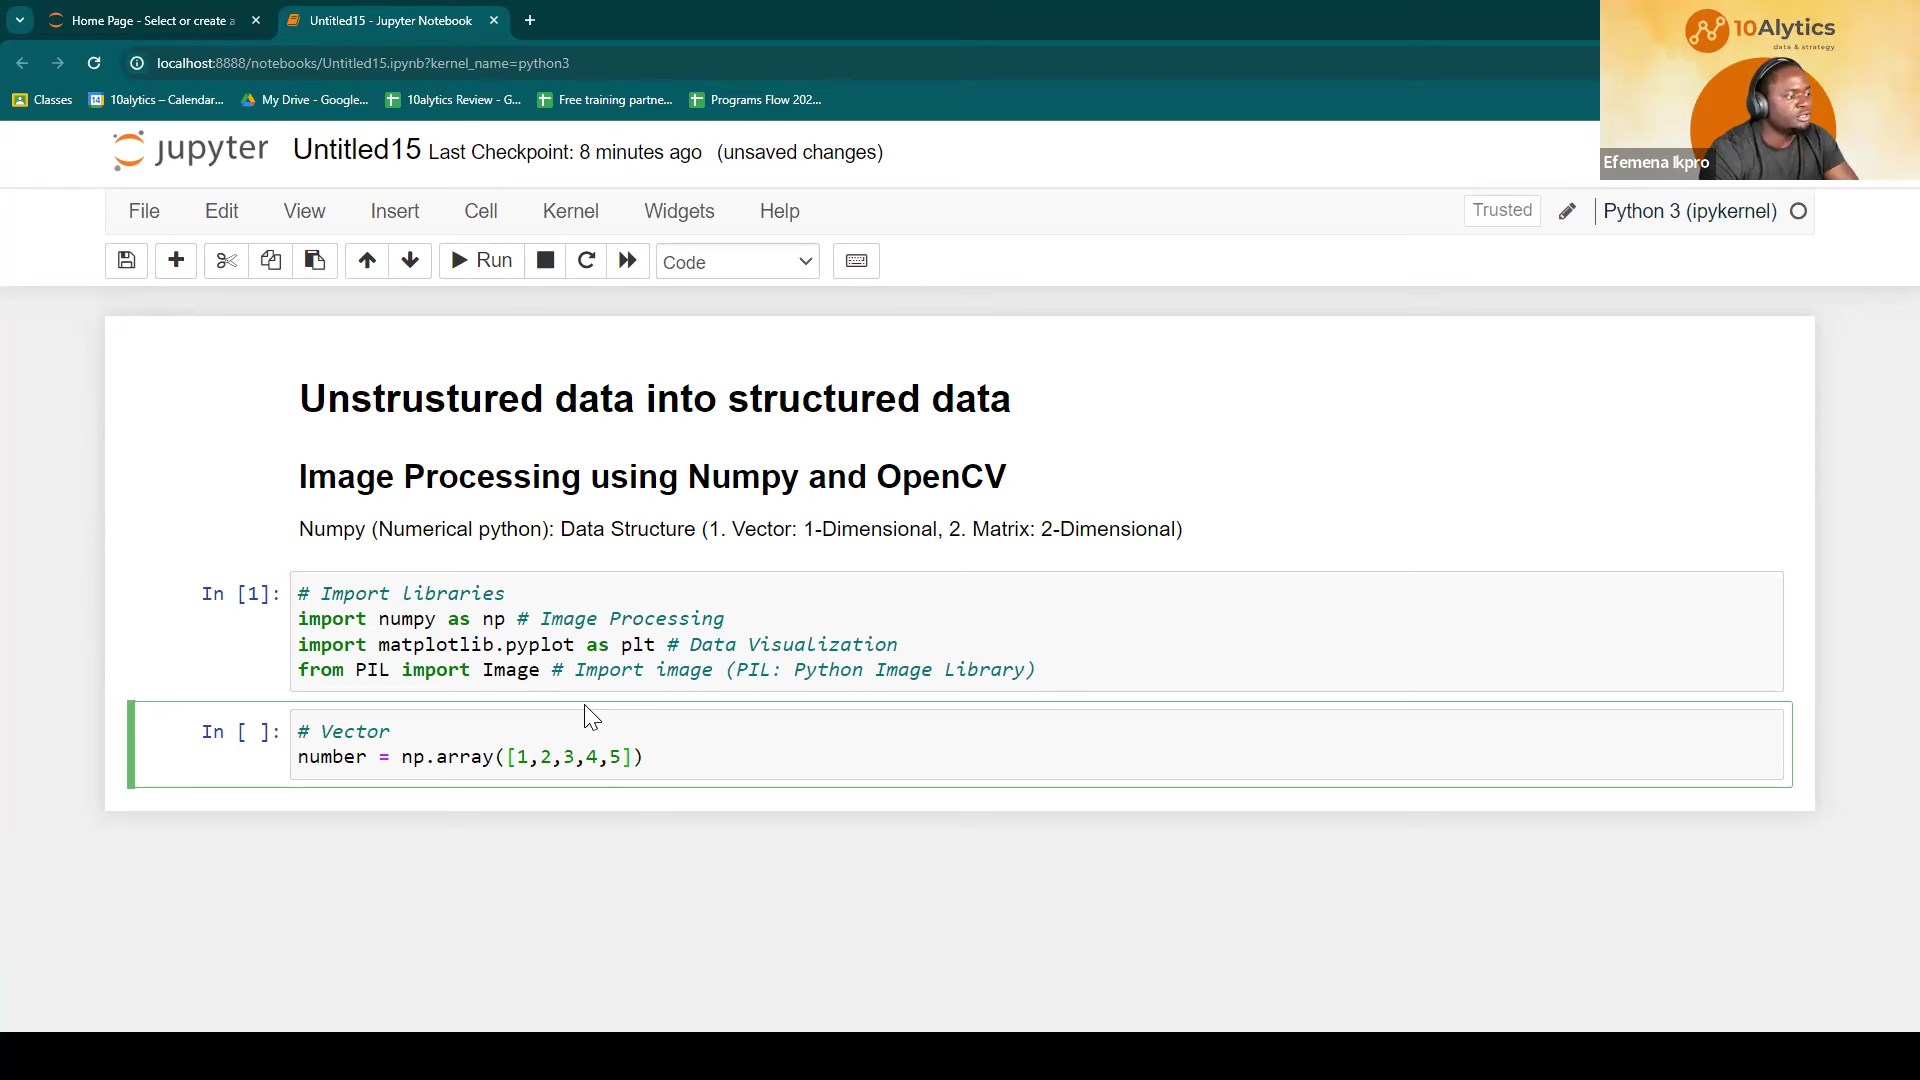 Home Page - Select or create a
Untitled15 - Jupyter Notebook
localhost:8888/notebooks/Untitled15.ipynb?kernel_name=python3
Classes
14
10alytics – Calendar...
My Drive - Google...
10alytics Review - G...
Free training partne...
Programs Flow 202...
10Alytics
data & strategy
Efemena Ikpro
jupyter Untitled15 Last Checkpoint: 8 minutes ago (unsaved changes)
File Edit View Insert Cell Kernel Widgets Help
Trusted
Python 3 (ipykernel)
Run
Code
Unstrustured data into structured data
Image Processing using Numpy and OpenCV
Numpy (Numerical python): Data Structure (1. Vector: 1-Dimensional, 2. Matrix: 2-Dimensional)
In [1]: # Import libraries
import numpy as np # Image Processing
import matplotlib.pyplot as plt # Data Visualization
from PIL import Image # Import image (PIL: Python Image Library)
In [ ]: # Vector
number = np.array([1,2,3,4,5])